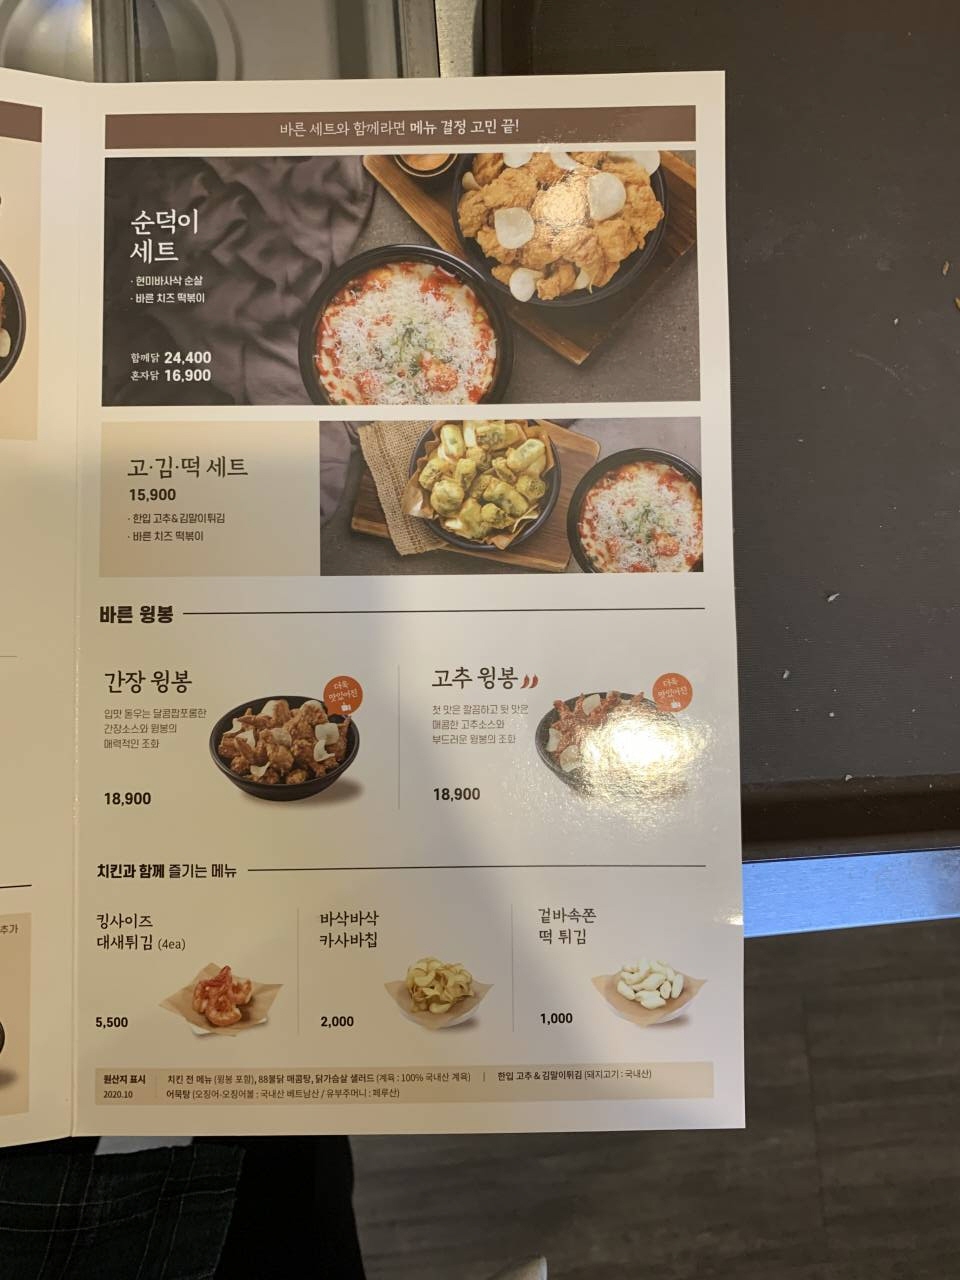 바른 세트와 함께라면 메뉴 결정 고민 끝!
순덕이
세트
· 현미바사삭 순살
· 바른 치즈 떡볶이
함께닭 24,400
혼자닭 16,900
고·김·떡 세트
15,900
· 한입 고추&김말이튀김
· 바른 치즈 떡볶이
바른 윙봉
간장 윙봉
더욱
맛있어진
입맛 돋우는 달콤짭포롬한
간장소스와 윙봉의
매력적인 조화
18,900
고추 윙봉
더욱
맛있어진
첫 맛은 깔끔하고 뒷 맛은
매콤한 고추소스와
부드러운 윙봉의 조화
18,900
치킨과 함께 즐기는 메뉴
킹사이즈
대새튀김 (4ea)
5,500
바삭바삭
카사바칩
2,000
겉바속쫀
떡 튀김
1,000
추가
원산지 표시 | 치킨 전 메뉴 (윙봉 포함), 88불닭 매콤탕, 닭가슴살 샐러드 (계육 : 100% 국내산 계육) | 한입 고추 & 김말이튀김 (돼지고기 : 국내산)
2020.10 어묵탕 (오징어-오징어볼 : 국내산 베트남산 / 유부주머니 : 페루산)